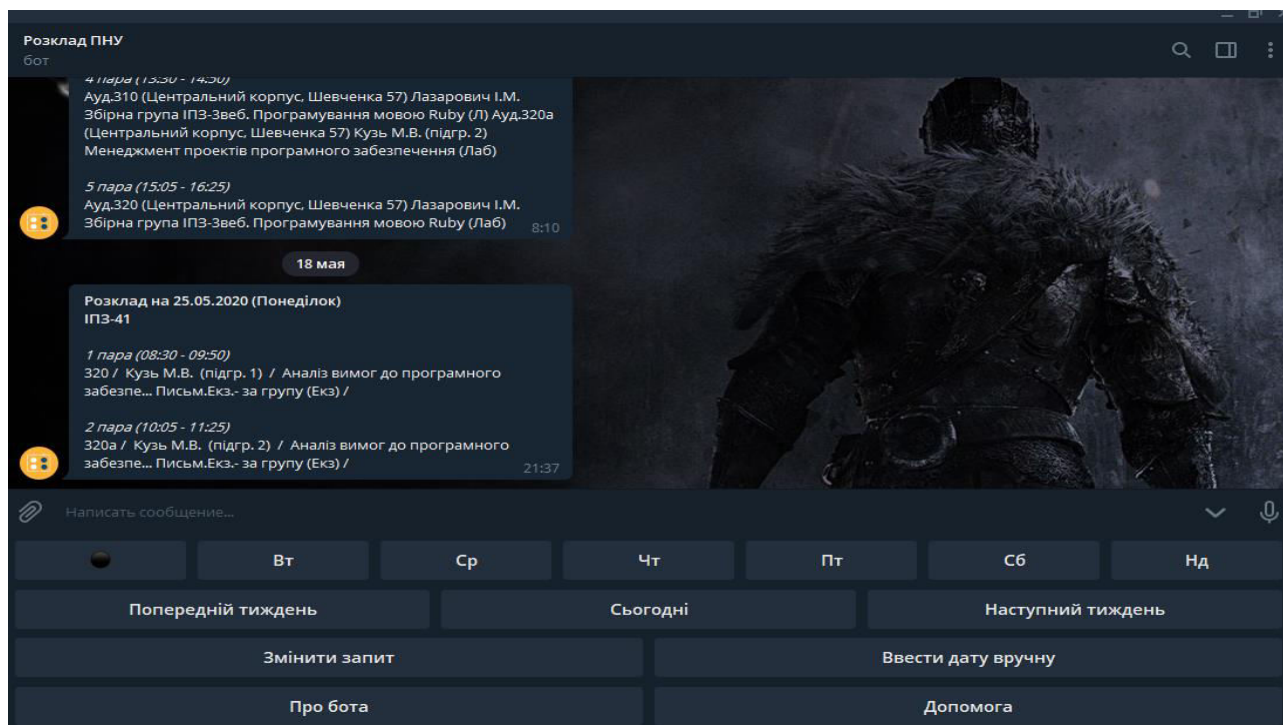 Розклад ПНУ
бот
4 пара (13:30 - 14:50)
Ауд.310 (Центральний корпус, Шевченка 57) Лазарович І.М.
Збірна група ІПЗ-3веб. Програмування мовою Ruby (Л) Ауд.320а
(Центральний корпус, Шевченка 57) Кузь М.В. (підгр. 2)
Менеджмент проектів програмного забезпечення (Лаб)
5 пара (15:05 - 16:25)
Ауд.320 (Центральний корпус, Шевченка 57) Лазарович І.М.
Збірна група ІПЗ-3веб. Програмування мовою Ruby (Лаб) 8:10
18 мая
Розклад на 25.05.2020 (Понеділок)
ІПЗ-41
1 пара (08:30 - 09:50)
320 / Кузь М.В. (підгр. 1) / Аналіз вимог до програмного
забезпе... Письм.Екз.- за групу (Екз) /
2 пара (10:05 - 11:25)
320а / Кузь М.В. (підгр. 2) / Аналіз вимог до програмного
забезпе... Письм.Екз.- за групу (Екз) / 21:37
Написать сообщение...
Вт Ср Чт Пт Сб Нд
Попередній тиждень Сьогодні Наступний тиждень
Змінити запит Ввести дату вручну
Про бота Допомога